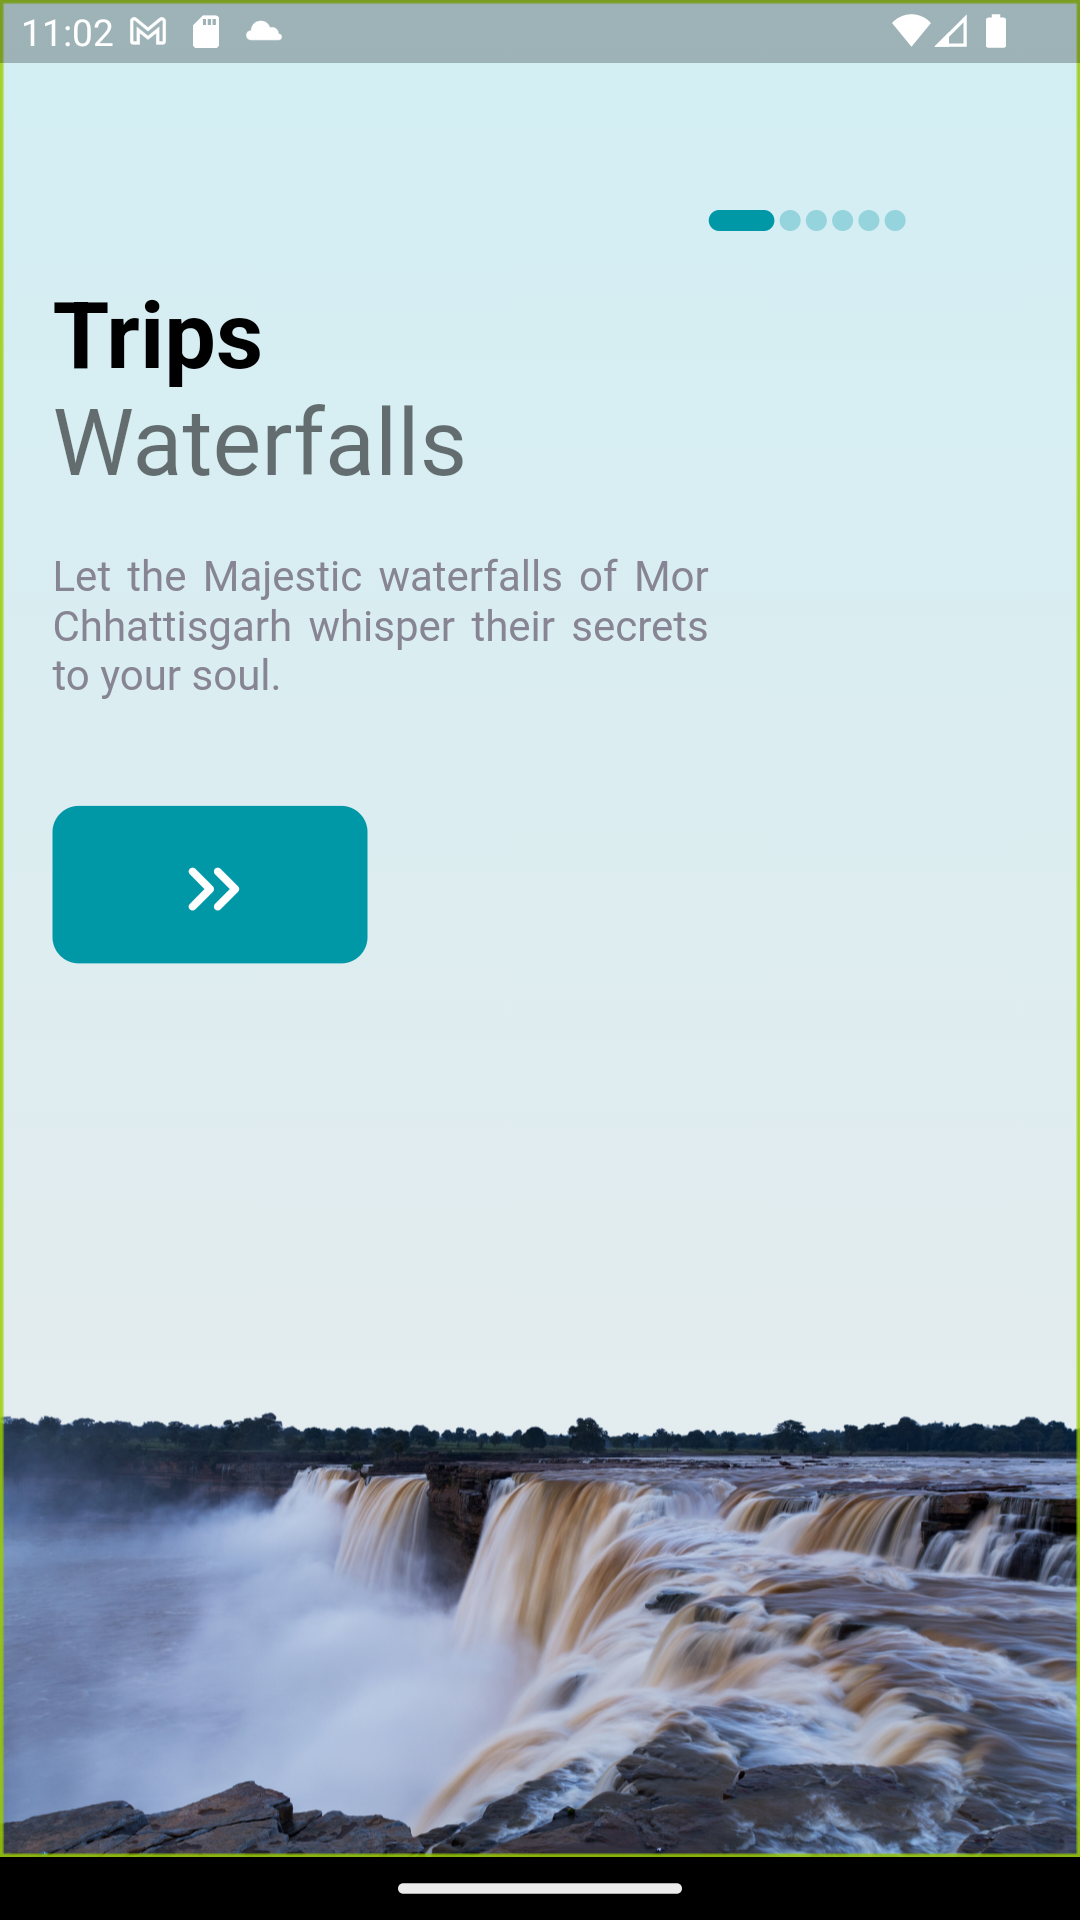 11:02
Trips
Waterfalls
Let the Majestic waterfalls of Mor
Chhattisgarh whisper their secrets
to your soul.